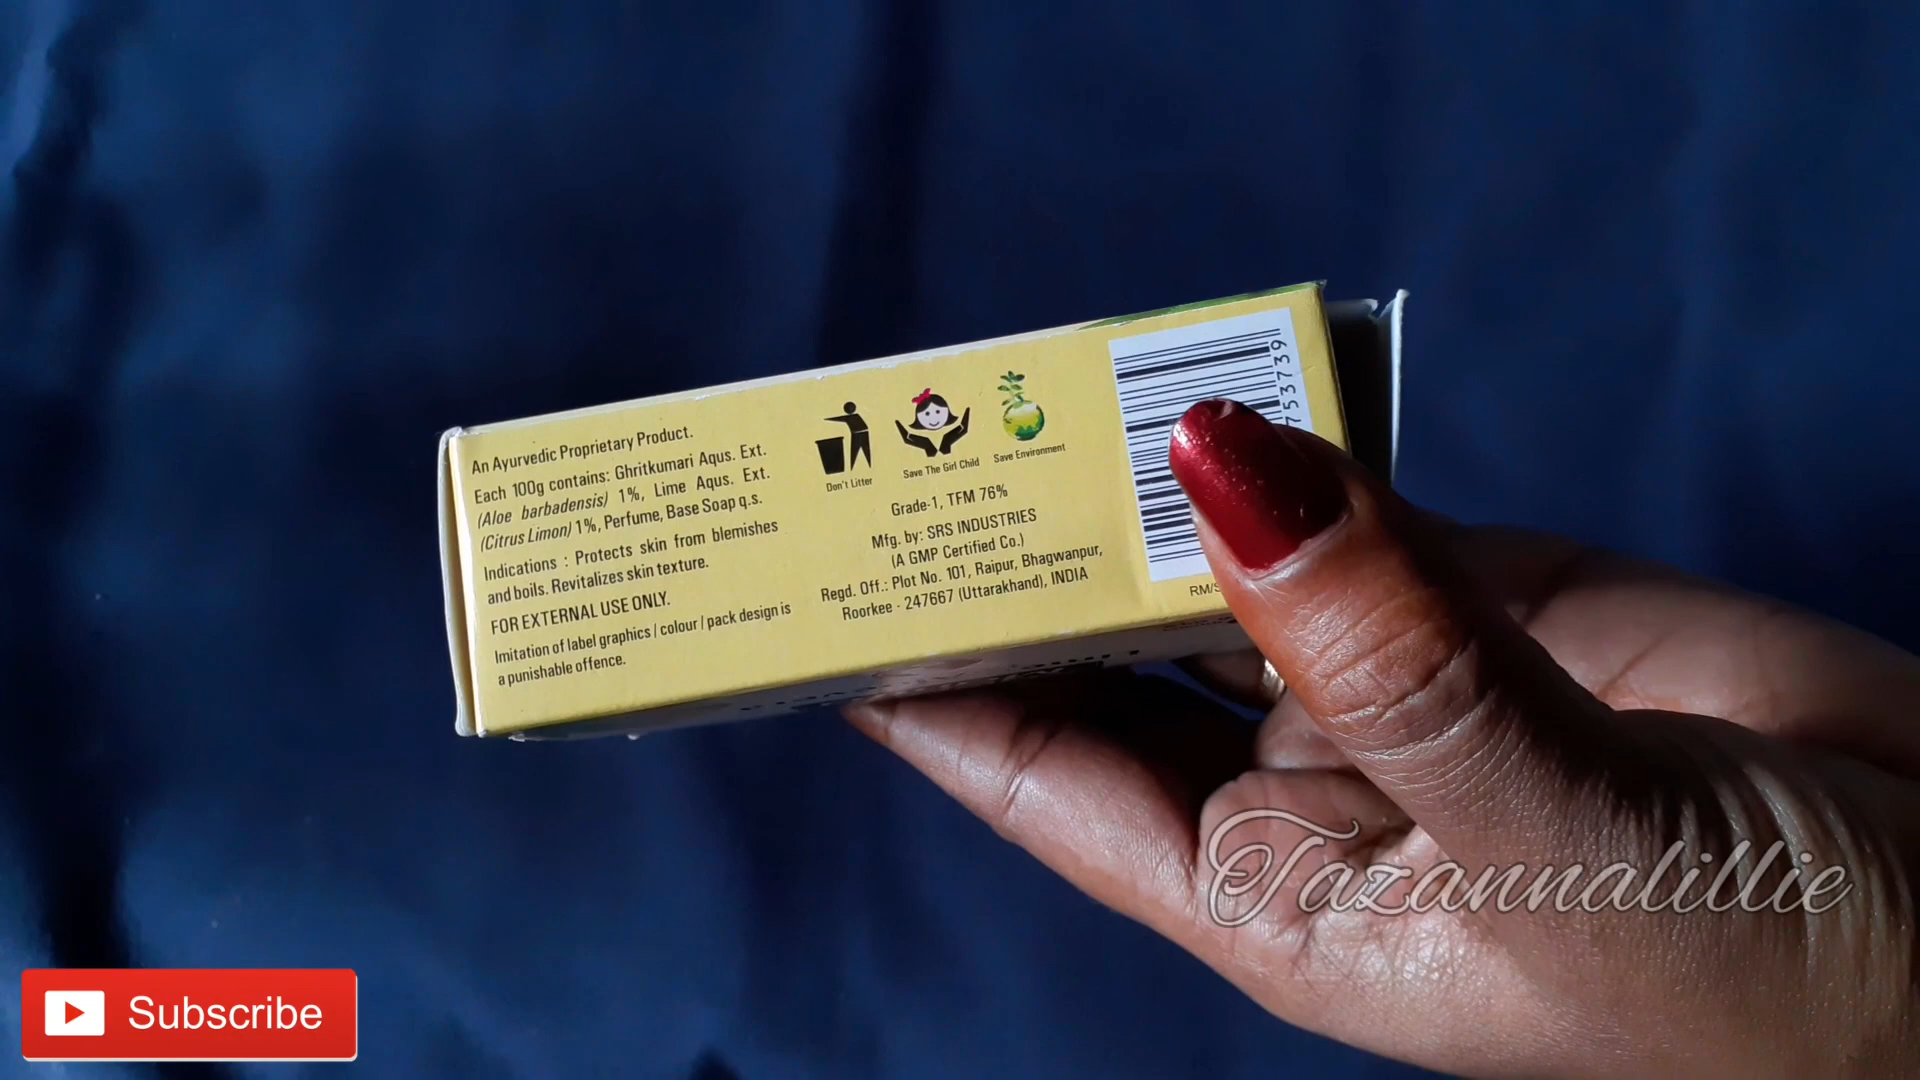 An Ayurvedic Proprietary Product.
Each 100g contains: Ghritkumari Aqus. Ext.
(Aloe barbadensis) 1%, Lime Aqus. Ext.
(Citrus Limon) 1%, Perfume, Base Soap q.s.
Indications : Protects skin from blemishes
and boils. Revitalizes skin texture.
FOR EXTERNAL USE ONLY.
Imitation of label graphics / colour / pack design is
a punishable offence.
Don't Litter
Save The Girl Child
Save Environment
Grade-1, TFM 76%
Mfg. by: SRS INDUSTRIES
(A GMP Certified Co.)
Regd. Off.: Plot No. 101, Raipur, Bhagwanpur,
Roorkee - 247667 (Uttarakhand), INDIA
753739
RM/S
Tazannalillie
Subscribe